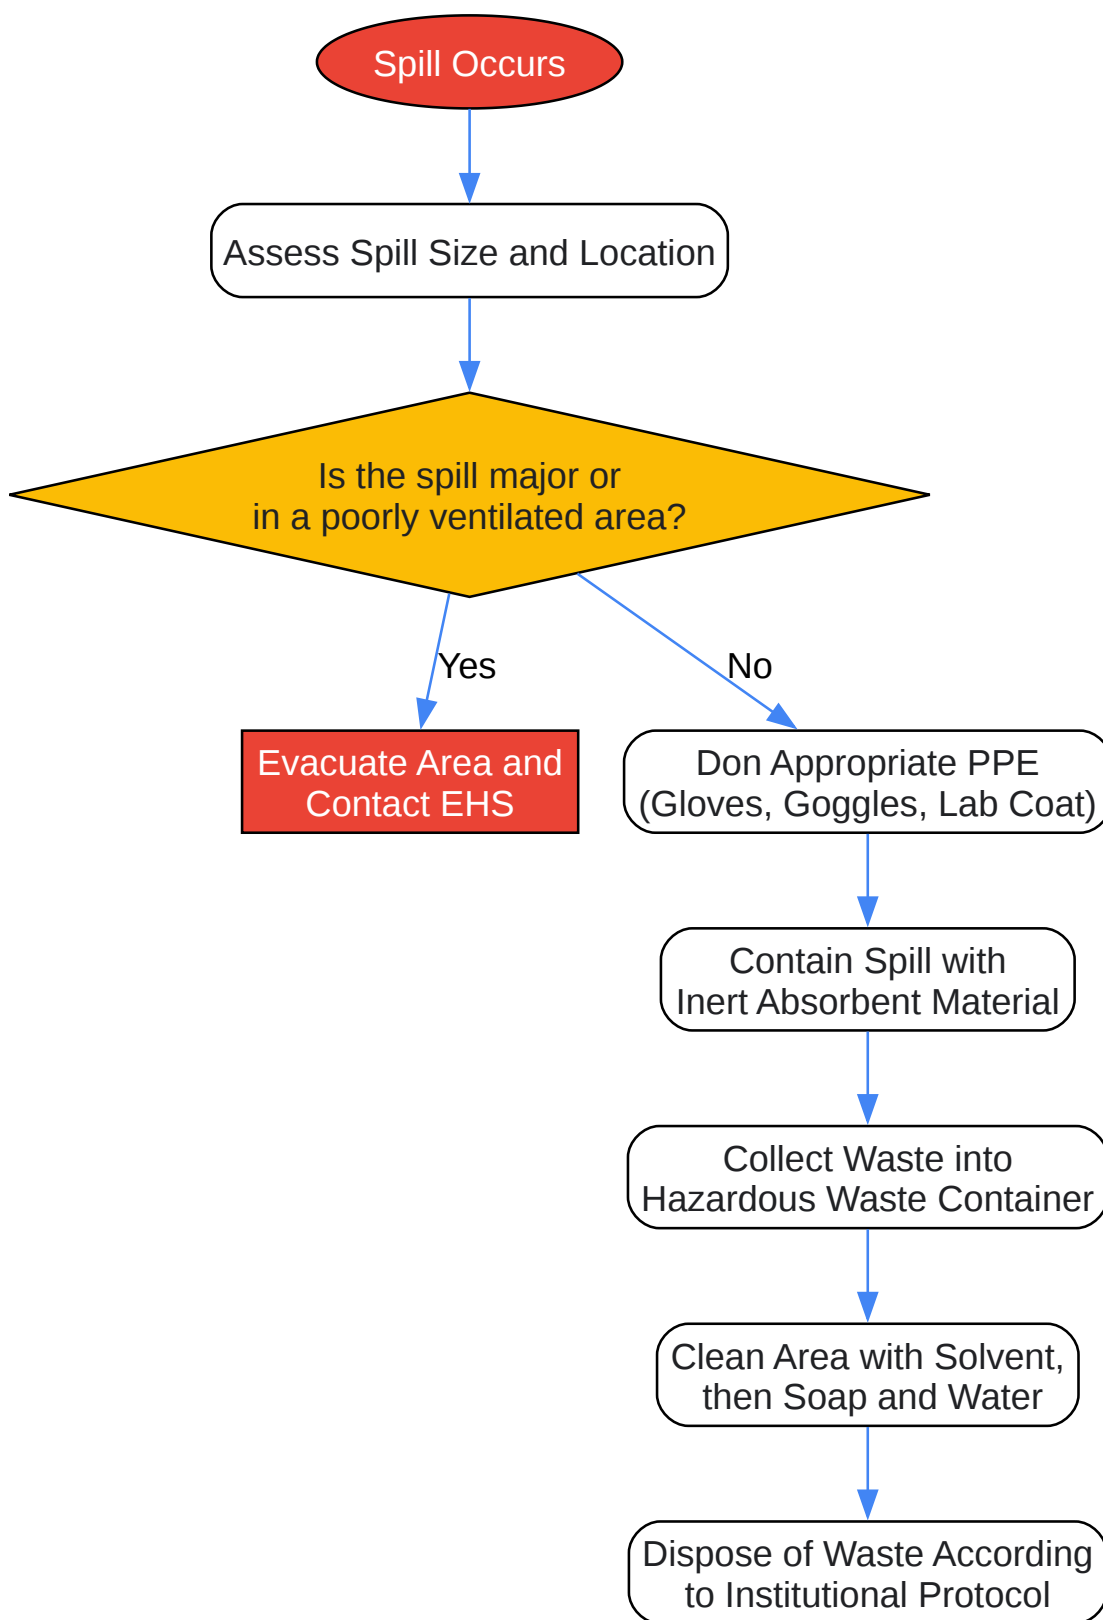 Spill Occurs
Assess Spill Size and Location
Is the spill major or
in a poorly ventilated area?
Yes
No
Evacuate Area and
Contact EHS
Don Appropriate PPE
(Gloves, Goggles, Lab Coat)
Contain Spill with
Inert Absorbent Material
Collect Waste into
Hazardous Waste Container
Clean Area with Solvent,
then Soap and Water
Dispose of Waste According
to Institutional Protocol